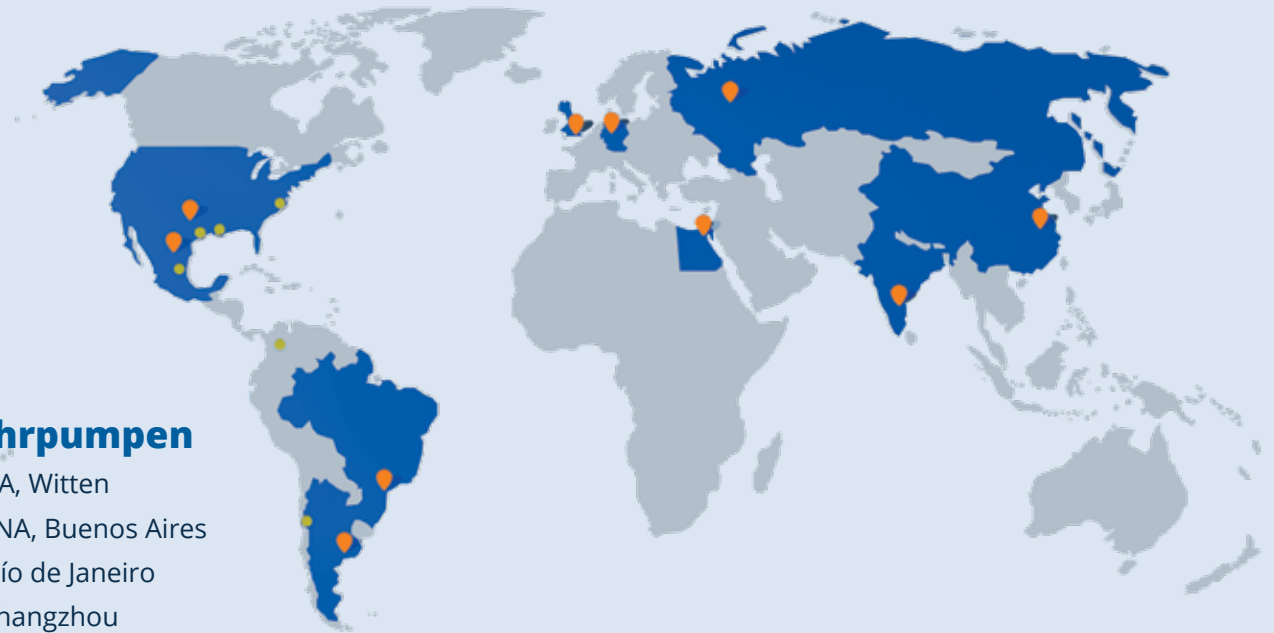 hrpumpen
A, Witten
NA, Buenos Aires
ío de Janeiro
hangzhou